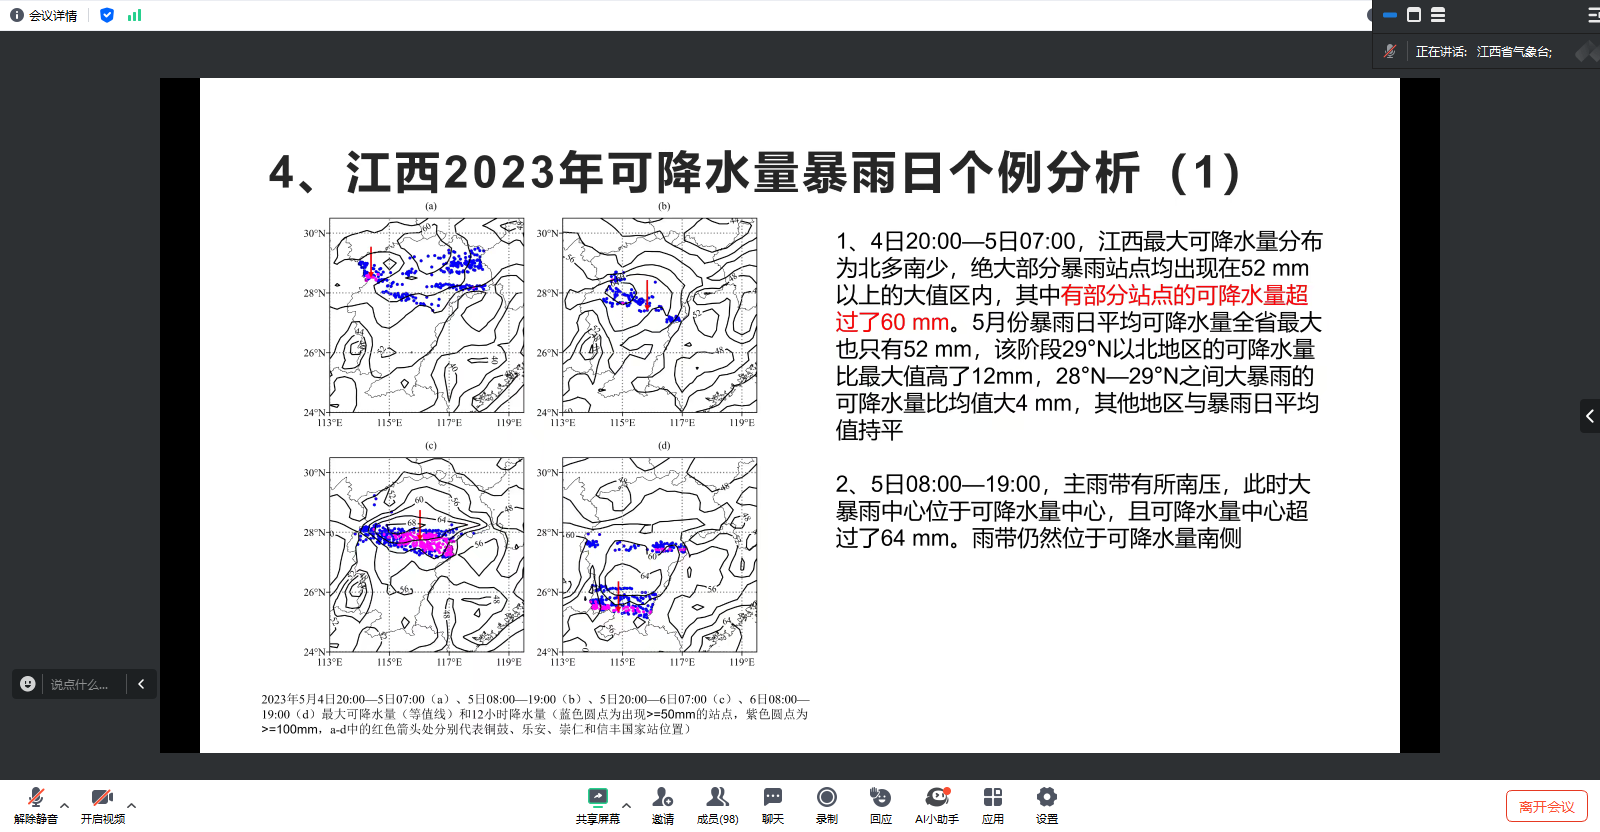 会议详情
正在讲话: 江西省气象台;
4、江西2023年可降水量暴雨日个例分析（1）
(a)
(b)
30°N
28°N
26°N
24°N
113°E 115°E 117°E 119°E
30°N
28°N
26°N
24°N
113°E 115°E 117°E 119°E
(c)
(d)
30°N
28°N
26°N
24°N
113°E 115°E 117°E 119°E
30°N
28°N
26°N
24°N
113°E 115°E 117°E 119°E
1、4日20:00—5日07:00，江西最大可降水量分布
为北多南少，绝大部分暴雨站点均出现在52 mm
以上的大值区内，其中有部分站点的可降水量超
过了60 mm。5月份暴雨日平均可降水量全省最大
也只有52 mm，该阶段29°N以北地区的可降水量
比最大值高了12mm，28°N—29°N之间大暴雨的
可降水量比均值大4 mm，其他地区与暴雨日平均
值持平
2、5日08:00—19:00，主雨带有所南压，此时大
暴雨中心位于可降水量中心，且可降水量中心超
过了64 mm。雨带仍然位于可降水量南侧
2023年5月4日20:00—5日07:00（a）、5日08:00—19:00（b）、5日20:00—6日07:00（c）、6日08:00—
19:00（d）最大可降水量（等值线）和12小时降水量（蓝色圆点为出现>=50mm的站点，紫色圆点为
>=100mm，a-d中的红色箭头处分别代表铜鼓、乐安、崇仁和信丰国家站位置）
说点什么...
解除静音 开启视频 共享屏幕 邀请 成员(98) 聊天 录制 回应 AI小助手 应用 设置 离开会议